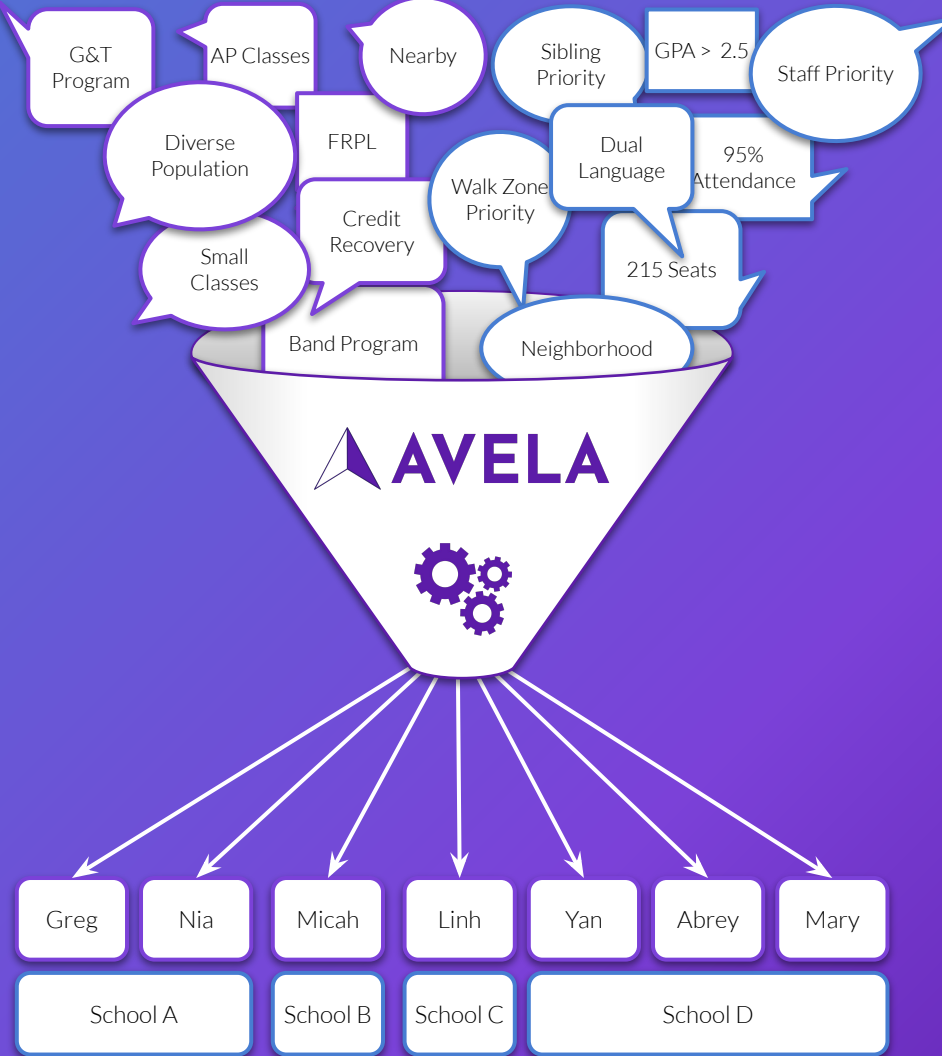 G&T
Program
AP Classes
Nearby
Sibling
Priority
GPA > 2.5
Staff Priority
Diverse
Population
FRPL
Walk Zone
Priority
Dual
Language
95%
Attendance
Credit
Recovery
Small
Classes
215 Seats
Band Program
Neighborhood
AVELA
Greg
Nia
Micah
Linh
Yan
Abrey
Mary
School A
School B
School C
School D